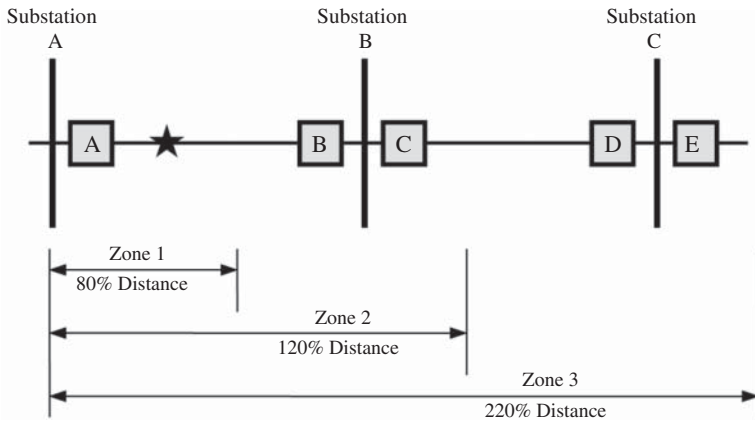 Substation Substation Substation
A B C
A B C D E
Zone 1
80% Distance
Zone 2
120% Distance
Zone 3
220% Distance